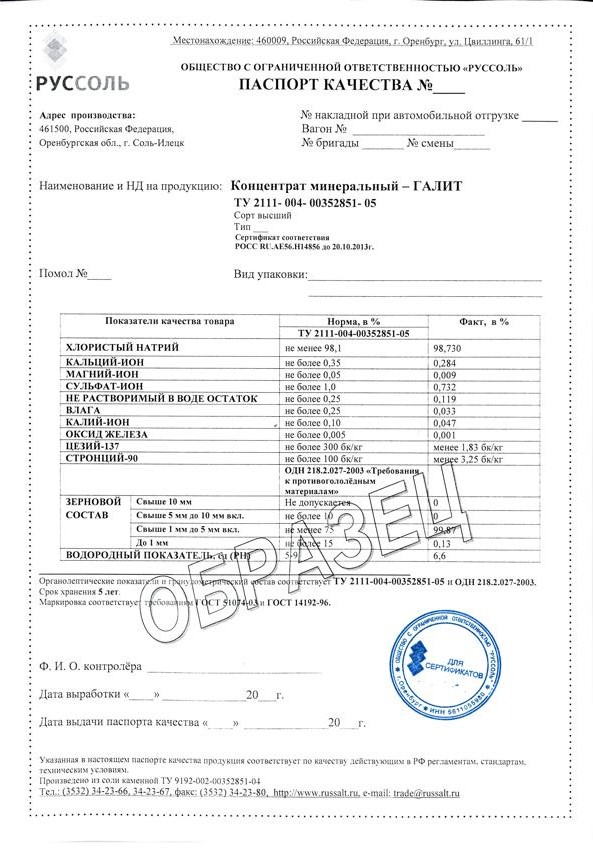 Местонахождение: 460009, Российская Федерация, г. Оренбург, ул. Цвиллинга, 61/1
РУССОЛЬ
ОБЩЕСТВО С ОГРАНИЧЕННОЙ ОТВЕТСТВЕННОСТЬЮ «РУССОЛЬ»
ПАСПОРТ КАЧЕСТВА №____
Адрес производства:
461500, Российская Федерация,
Оренбургская обл., г. Соль-Илецк
№ накладной при автомобильной отгрузке ______
Вагон № ______________________
№ бригады _______ № смены______
Наименование и НД на продукцию: Концентрат минеральный – ГАЛИТ
ТУ 2111- 004- 00352851- 05
Сорт высший
Тип ___
Сертификат соответствия
РОСС RU.АЕ56.Н14856 до 20.10.2013г.
Помол №____ Вид упаковки:______________________
Показатели качества товара Норма, в % Факт, в %
ТУ 2111-004-00352851-05
ХЛОРИСТЫЙ НАТРИЙ не менее 98,1 98,730
КАЛЬЦИЙ-ИОН не более 0,35 0,284
МАГНИЙ-ИОН не более 0,05 0,009
СУЛЬФАТ-ИОН не более 1,0 0,732
НЕ РАСТВОРИМЫЙ В ВОДЕ ОСТАТОК не более 0,25 0,119
ВЛАГА не более 0,25 0,033
КАЛИЙ-ИОН не более 0,10 0,047
ОКСИД ЖЕЛЕЗА не более 0,005 0,001
ЦЕЗИЙ-137 не более 300 бк/кг менее 1,83 бк/кг
СТРОНЦИЙ-90 не более 100 бк/кг менее 3,25 бк/кг
ОДН 218.2.027-2003 «Требования
к противогололёдным
материалам»
ЗЕРНОВОЙ СОСТАВ Свыше 10 мм Не допускается 0
Свыше 5 мм до 10 мм вкл. не более 10 0
Свыше 1 мм до 5 мм вкл. не менее 75 99,87
До 1 мм не более 15 0,13
ВОДОРОДНЫЙ ПОКАЗАТЕЛЬ, ед (РН) 5-9 6,6
ОБРАЗЕЦ
Органолептические показатели и гранулометрический состав соответствует ТУ 2111-004-00352851-05 и ОДН 218.2.027-2003.
Срок хранения 5 лет.
Маркировка соответствует требованиям ГОСТ 51074-03 и ГОСТ 14192-96.
Ф. И. О. контролёра ______________________
Дата выработки «____» ______________20___г.
Дата выдачи паспорта качества «____» ______________20___г.
ОБЩЕСТВО С ОГРАНИЧЕННОЙ ОТВЕТСТВЕННОСТЬЮ "РУССОЛЬ"
ДЛЯ
СЕРТИФИКАТОВ
г.Оренбург * ИНН 5611055980
Указанная в настоящем паспорте качества продукция соответствует по качеству действующим в РФ регламентам, стандартам,
техническим условиям.
Произведено из соли каменной ТУ 9192-002-00352851-04
Тел.: (3532) 34-23-66, 34-23-67, факс: (3532) 34-23-80, http://www.russalt.ru, e-mail: trade@russalt.ru